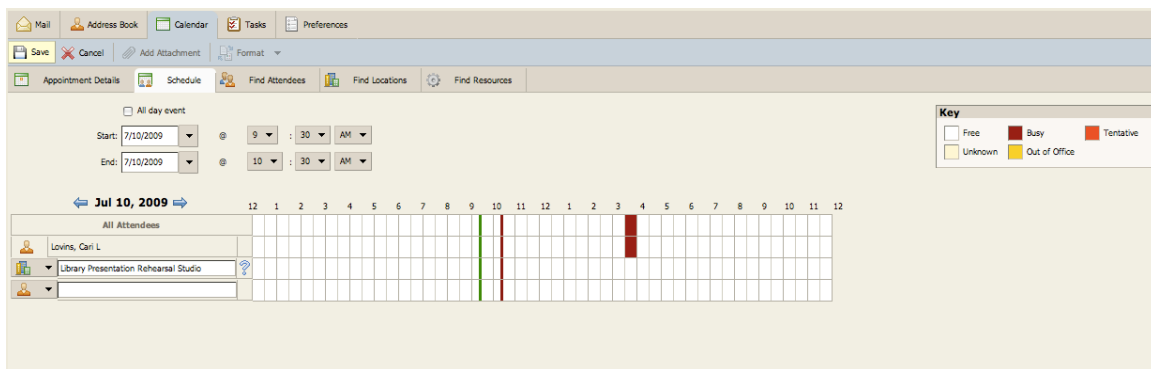 Mail Address Book Calendar Tasks Preferences
Save Cancel Add Attachment Format
Appointment Details Schedule Find Attendees Find Locations Find Resources
All day event
Start: 7/10/2009 @ 9 : 30 AM
End: 7/10/2009 @ 10 : 30 AM
Key
Free Busy Tentative
Unknown Out of Office
Jul 10, 2009 12 1 2 3 4 5 6 7 8 9 10 11 12 1 2 3 4 5 6 7 8 9 10 11 12
All Attendees
Lovins, Cari L
Library Presentation Rehearsal Studio ?